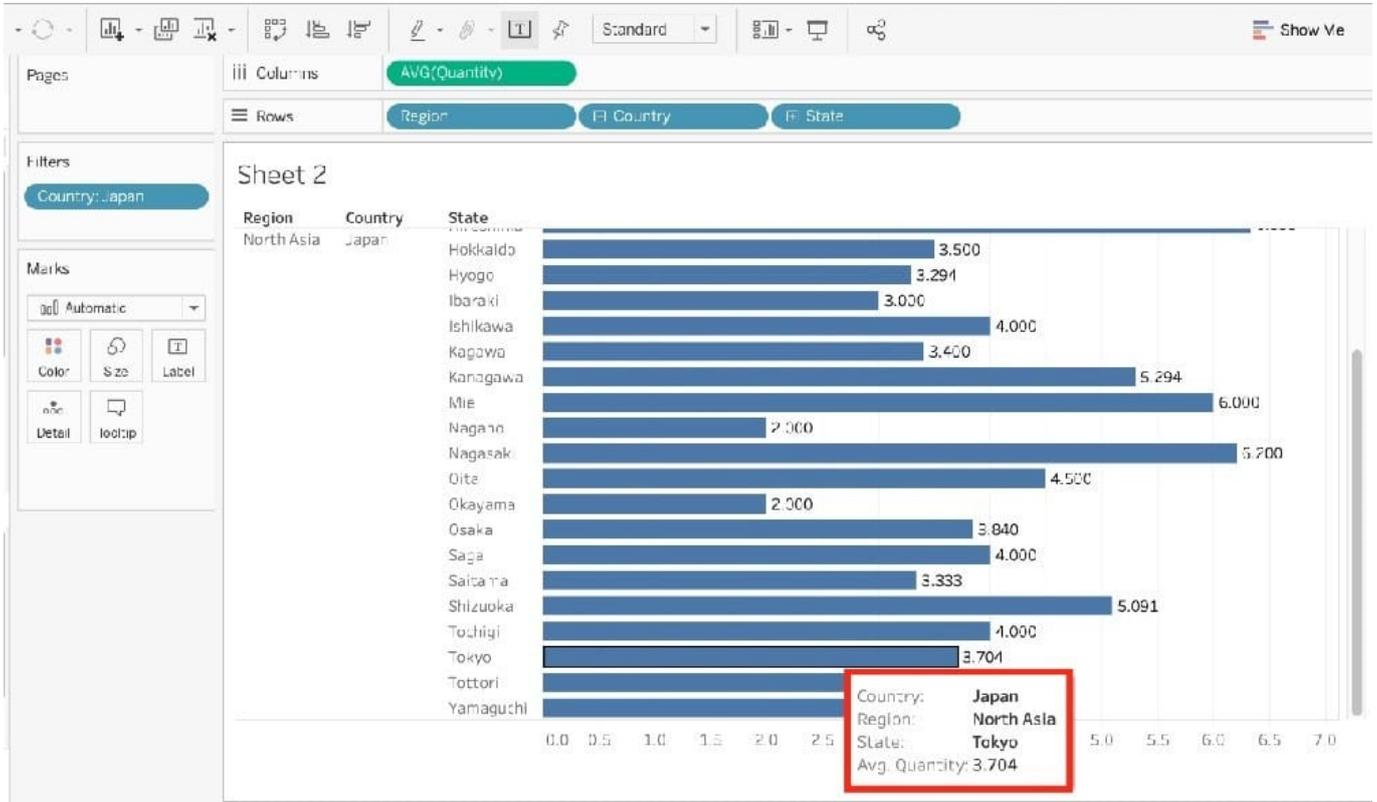 Standard
Show Me
Pages
Columns AVG(Quantity)
Rows Region Country State
Filters
Country: Japan
Sheet 2
Region Country State
North Asia Japan
Hokkaido 3.500
Hyogo 3.294
Ibaraki 3.000
Ishikawa 4.000
Kagawa 3.400
Kanagawa 5.294
Mie 6.000
Nagano 2.000
Nagasaki 6.200
Oita 4.500
Okayama 2.000
Osaka 3.840
Saga 4.000
Saitama 3.333
Shizuoka 5.091
Tochigi 4.000
Tokyo 3.704
Tottori
Yamaguchi
Marks
Automatic
Color Size Label
Detail Tooltip
Country: Japan
Region: North Asia
State: Tokyo
Avg. Quantity: 3.704
0.0 0.5 1.0 1.5 2.0 2.5 5.0 5.5 6.0 6.5 7.0